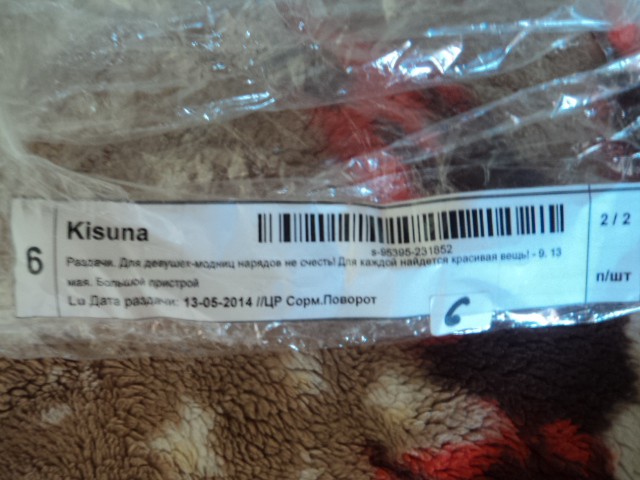 6
Kisuna
s-95395-231852
Раздачи. Для девушек-модниц нарядов не счесть! Для каждой найдется красивая вещь! - 9. 13
мая. Большой пристрой
Lu Дата раздачи: 13-05-2014 //ЦР Сорм.Поворот
2 / 2
п/шт